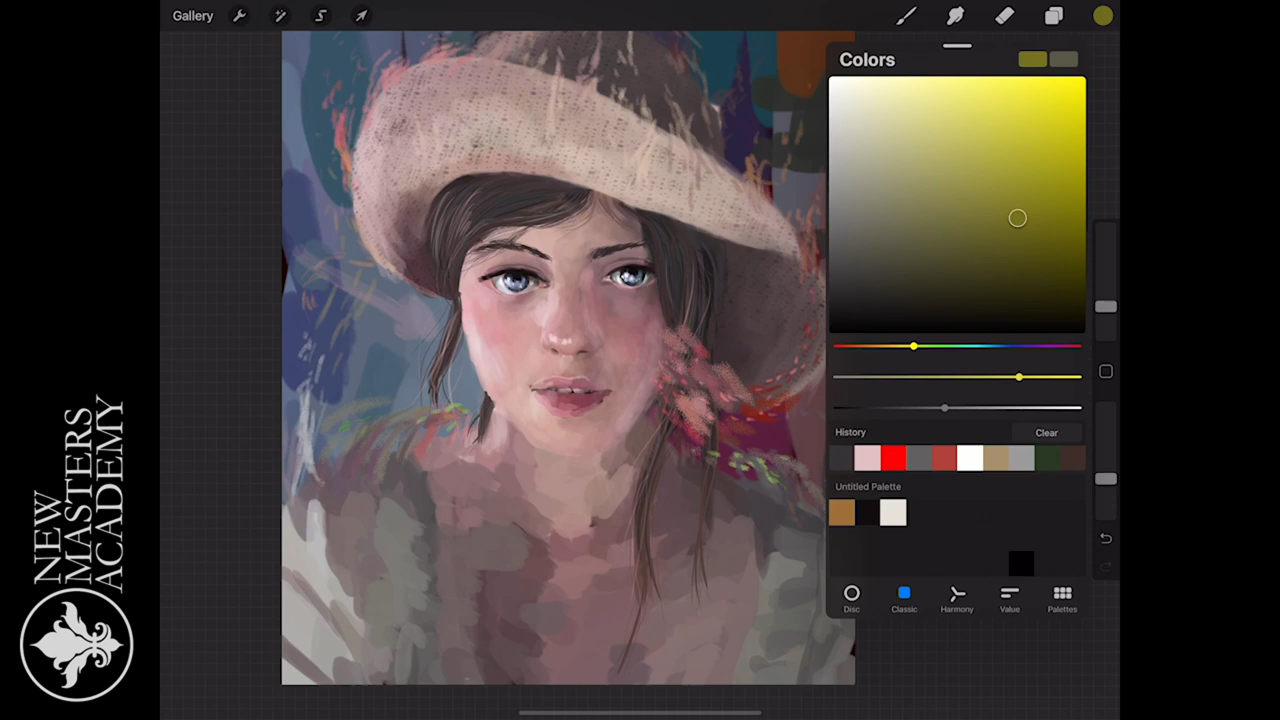 Gallery
Colors
History
Clear
Untitled Palette
Disc
Classic
Harmony
Value
Palettes
NEW
MASTERS
ACADEMY